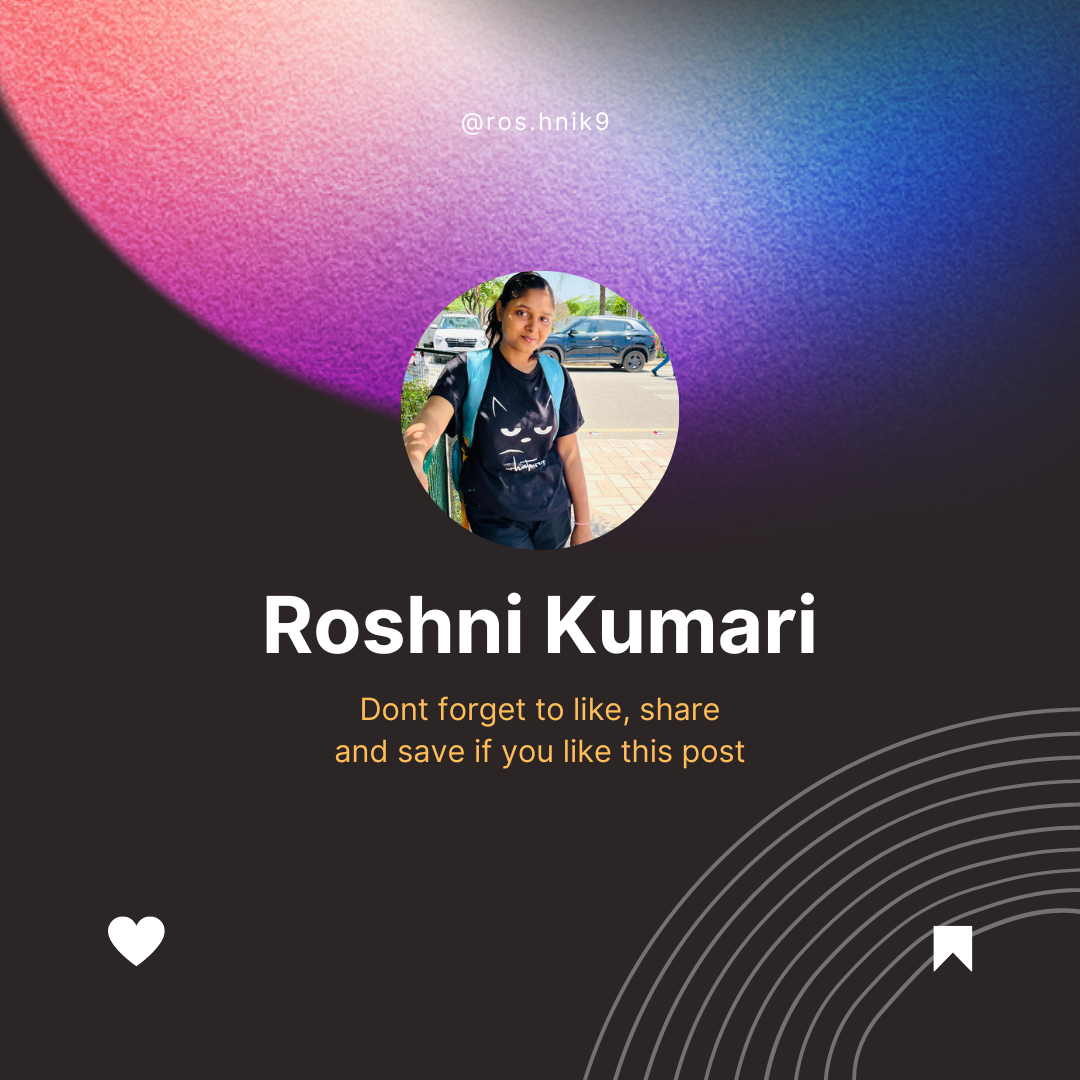 @ros.hnik9
Roshni Kumari
Dont forget to like, share
and save if you like this post